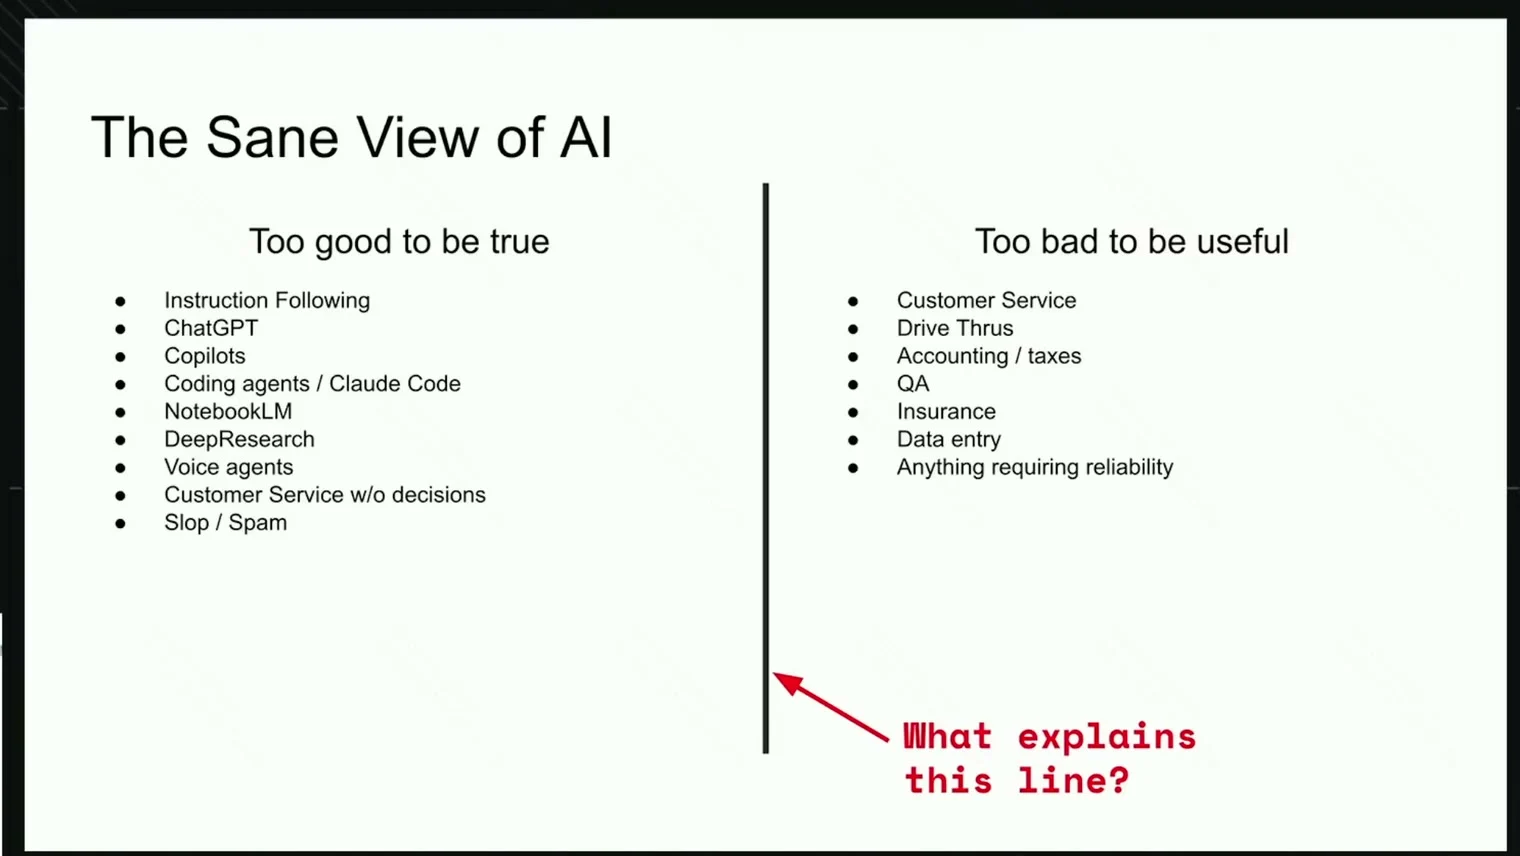 The Sane View of AI
Too good to be true
● Instruction Following
● ChatGPT
● Copilots
● Coding agents / Claude Code
● NotebookLM
● DeepResearch
● Voice agents
● Customer Service w/o decisions
● Slop / Spam
Too bad to be useful
● Customer Service
● Drive Thrus
● Accounting / taxes
● QA
● Insurance
● Data entry
● Anything requiring reliability
What explains
this line?